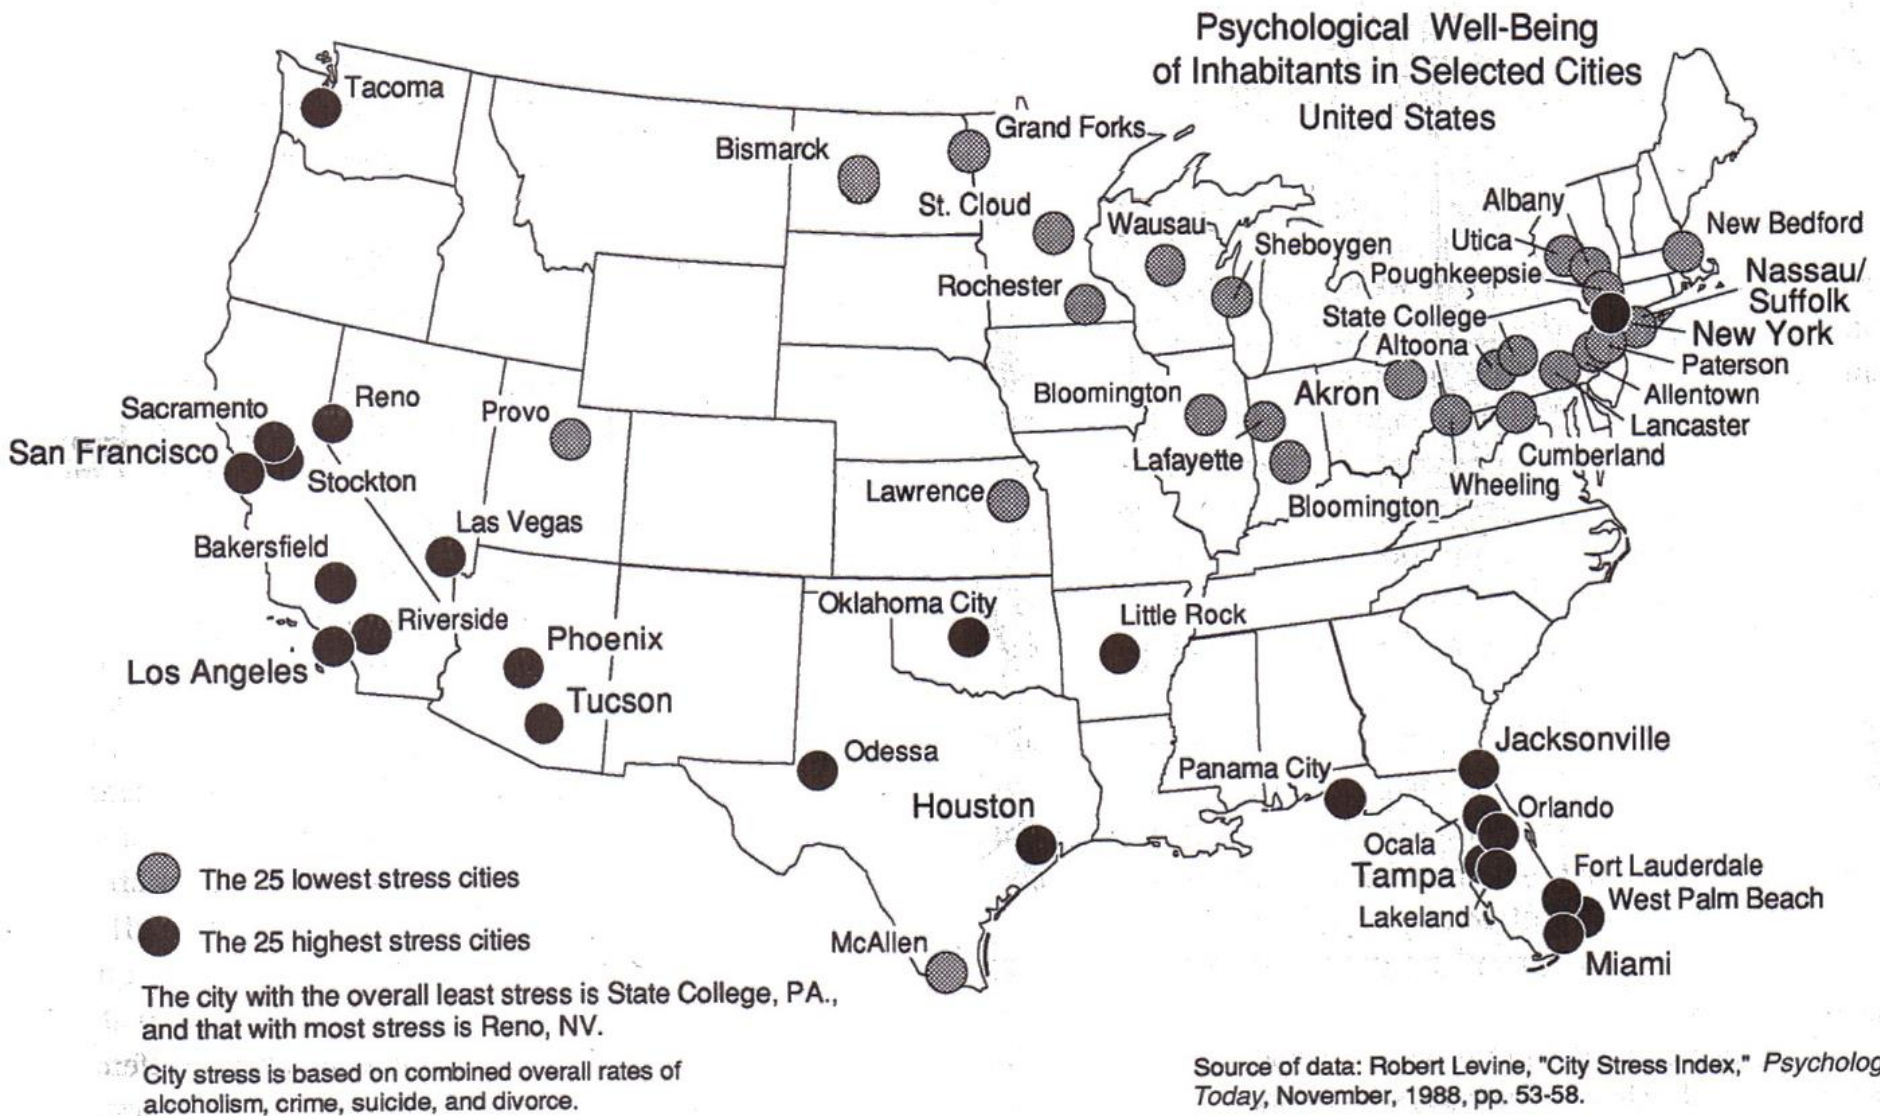 Psychological Well-Being
of Inhabitants in Selected Cities
United States
Tacoma
Grand Forks
Bismarck
St. Cloud
Wausau
Albany
New Bedford
Utica
Sheboygen
Poughkeepsie
Nassau/
Suffolk
Rochester
State College
New York
Altoona
Paterson
Bloomington
Akron
Allentown
Reno
Sacramento
Provo
Lancaster
San Francisco
Lafayette
Cumberland
Stockton
Lawrence
Wheeling
Bloomington
Las Vegas
Bakersfield
Oklahoma City
Little Rock
Riverside
Phoenix
Los Angeles
Tucson
Jacksonville
Odessa
Panama City
Houston
Orlando
Ocala
Fort Lauderdale
Tampa
The 25 lowest stress cities
West Palm Beach
Lakeland
The 25 highest stress cities
McAllen
Miami
The city with the overall least stress is State College, PA.,
and that with most stress is Reno, NV.
City stress is based on combined overall rates of
alcoholism, crime, suicide, and divorce.
Source of data: Robert Levine, "City Stress Index," Psycholog
Today, November, 1988, pp. 53-58.